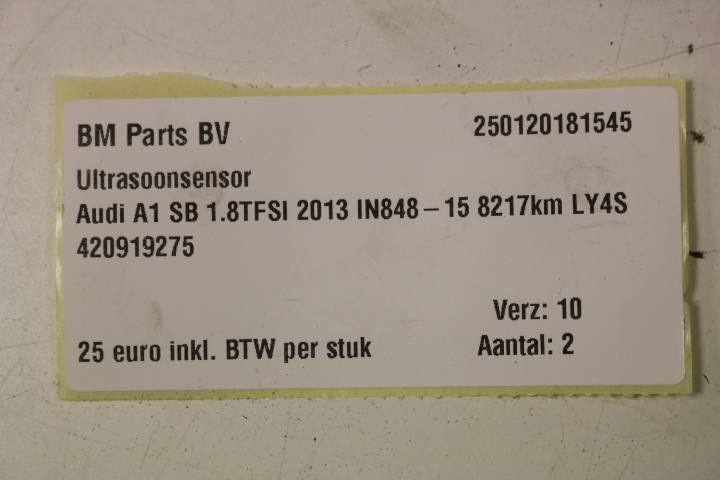 BM Parts BV 250120181545
Ultrasoonsensor
Audi A1 SB 1.8TFSI 2013 IN848-15 8217km LY4S
420919275
Verz: 10
25 euro inkl. BTW per stuk Aantal: 2